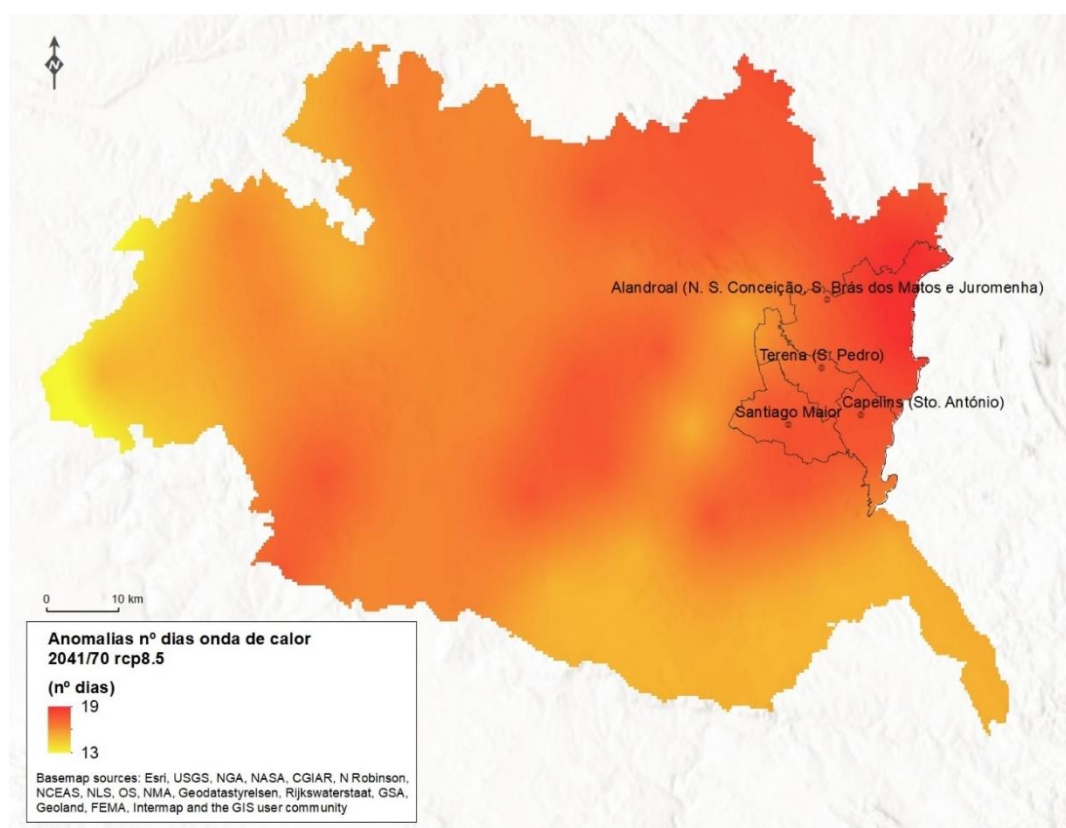 N
Alandroal (N. S. Conceição, S. Brás dos Matos e Juromenha)
Terena (S. Pedro)
Capelins (Sto. António)
Santiago Maior
0 10 km
Anomalias nº dias onda de calor
2041/70 rcp8.5
(nº dias)
19
13
Basemap sources: Esri, USGS, NGA, NASA, CGIAR, N Robinson,
NCEAS, NLS, OS, NMA, Geodatastyrelsen, Rijkswaterstaat, GSA,
Geoland, FEMA, Intermap and the GIS user community